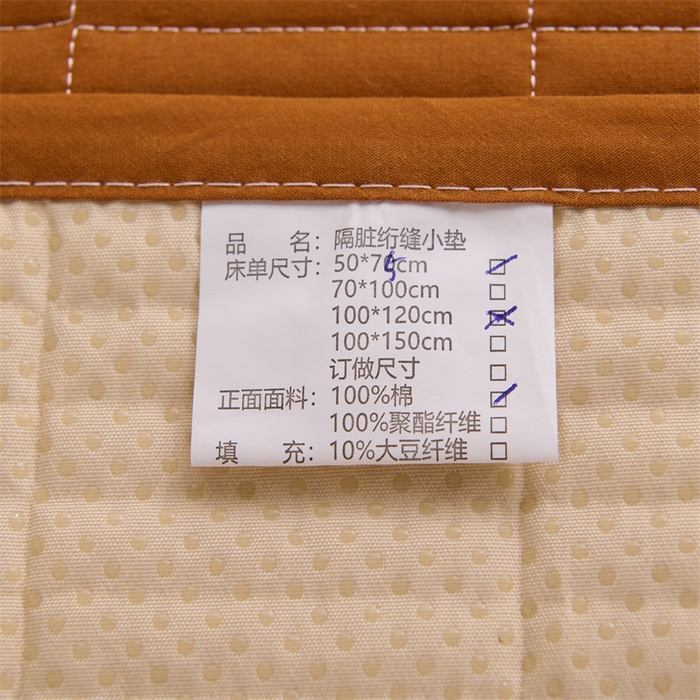 品 名：隔脏绗缝小垫
床单尺寸：50*75cm
70*100cm
100*120cm
100*150cm
订做尺寸
正面面料：100%棉
100%聚酯纤维
填 充：10%大豆纤维